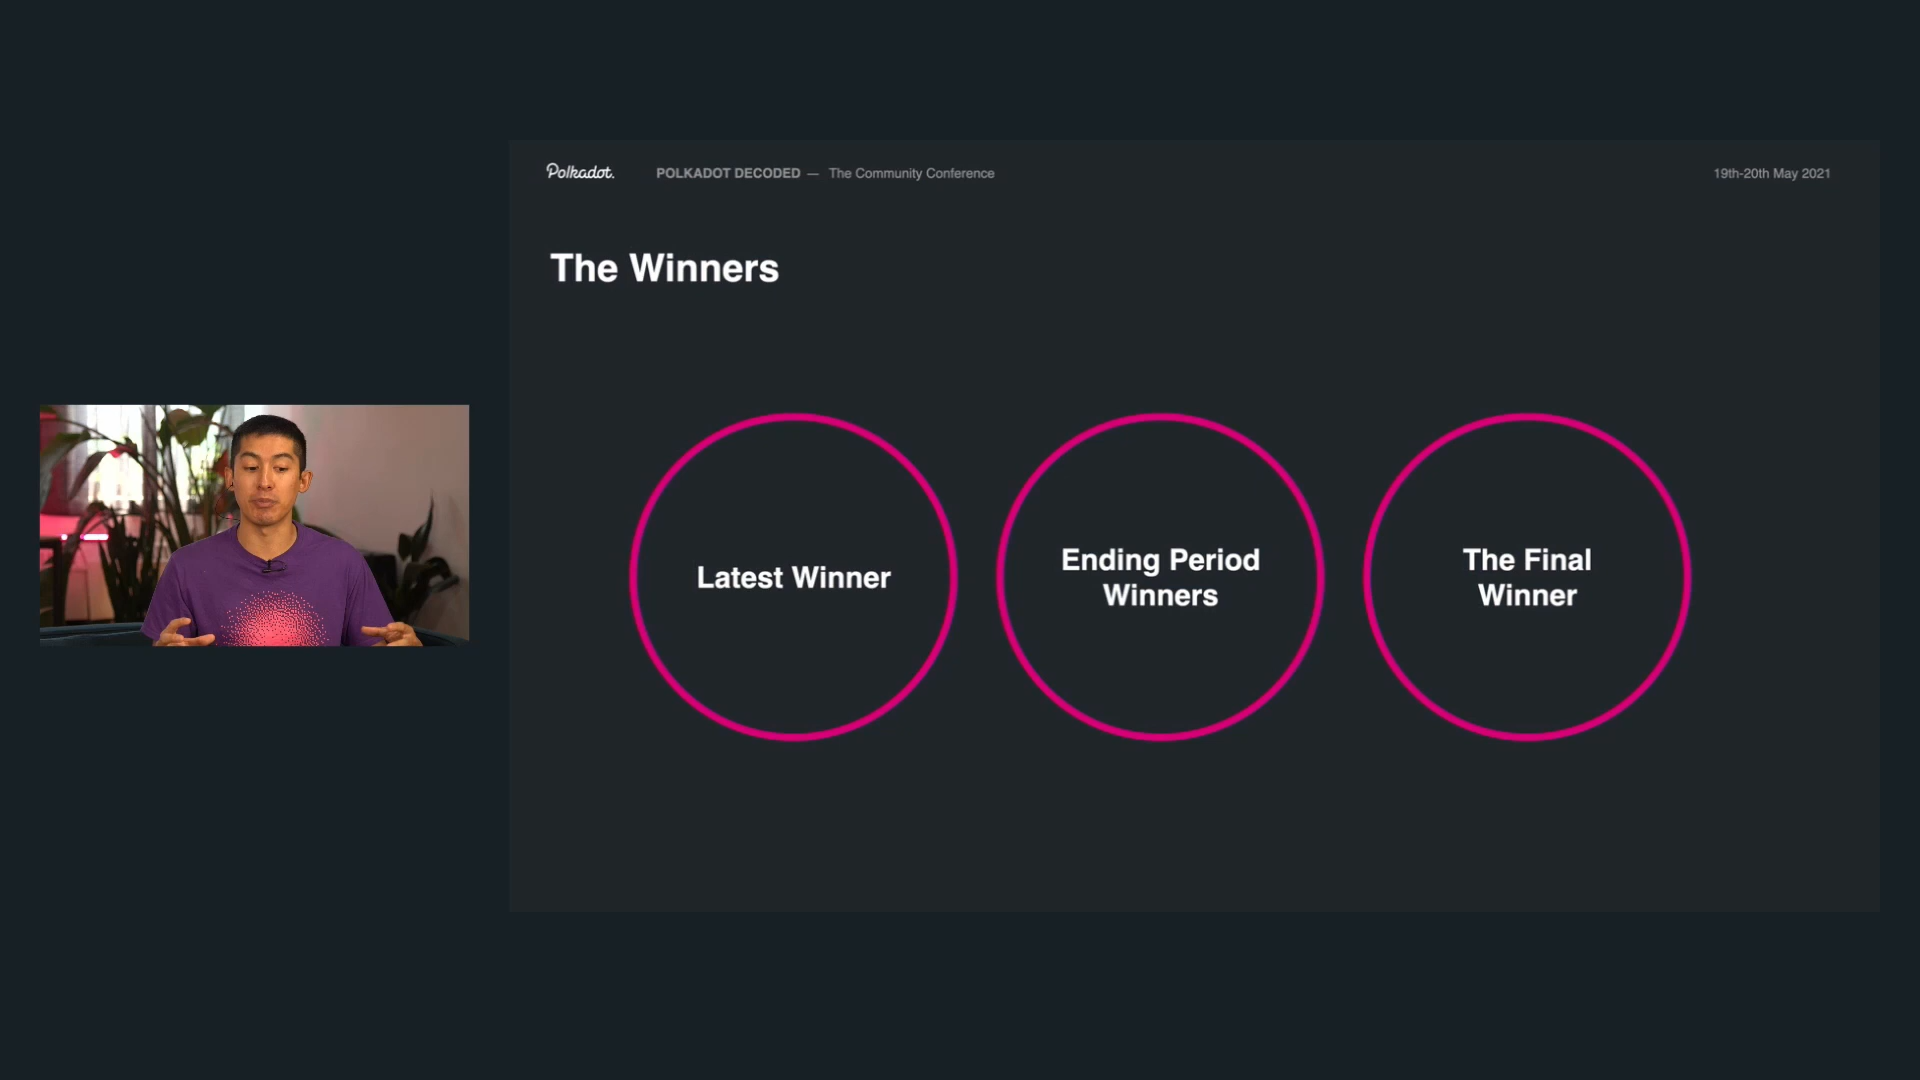 Polkadot. POLKADOT DECODED — The Community Conference 19th-20th May 2021
The Winners
Latest Winner
Ending Period
Winners
The Final
Winner